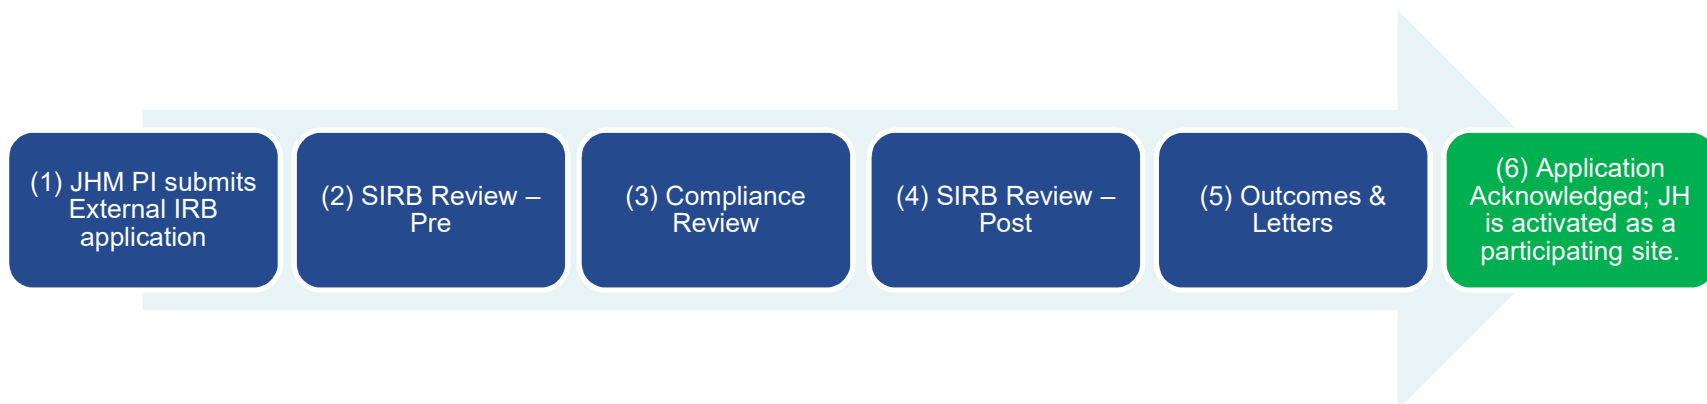 (1) JHM PI submits
External IRB
application
(2) SIRB Review –
Pre
(3) Compliance
Review
(4) SIRB Review –
Post
(5) Outcomes &
Letters
(6) Application
Acknowledged; JH
is activated as a
participating site.